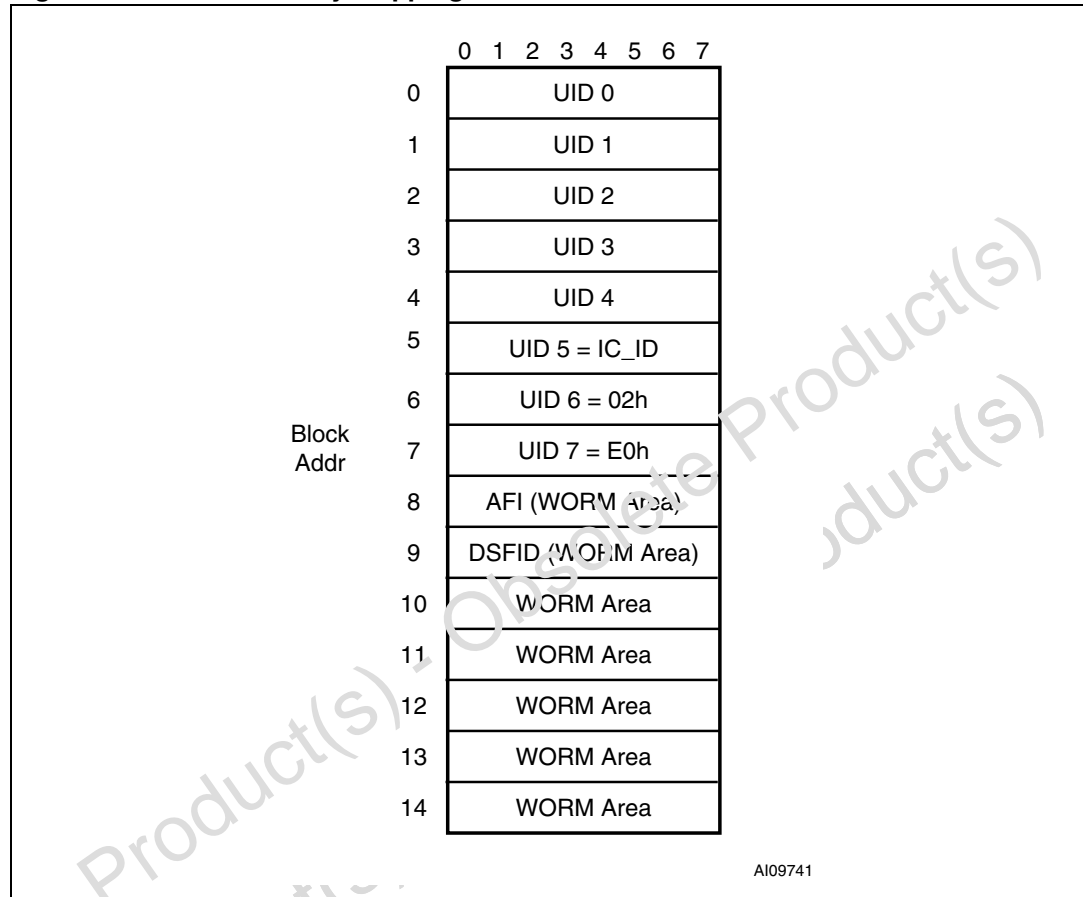 0 1 2 3 4 5 6 7
0 UID 0
1 UID 1
2 UID 2
3 UID 3
4 UID 4
5 UID 5 = IC_ID
6 UID 6 = 02h
Block
Addr
7 UID 7 = E0h
8 AFI (WORM Area)
9 DSFID (WORM Area)
10 WORM Area
11 WORM Area
12 WORM Area
13 WORM Area
14 WORM Area
AI09741
Product(s) - Obsolete Product(s)